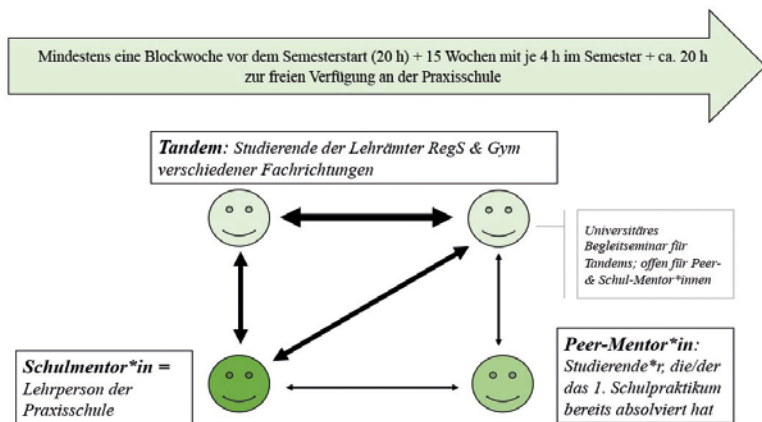 Mindestens eine Blockwoche vor dem Semesterstart (20 h) + 15 Wochen mit je 4 h im Semester + ca. 20 h
zur freien Verfügung an der Praxisschule
Tandem: Studierende der Lehrämter RegS & Gym
verschiedener Fachrichtungen
Universitäres
Begleitseminar für
Tandems; offen für Peer-
& Schul-Mentor*innen
Schulmentor*in =
Lehrperson der
Praxisschule
Peer-Mentor*in:
Studierende*r, die/der
das 1. Schulpraktikum
bereits absolviert hat